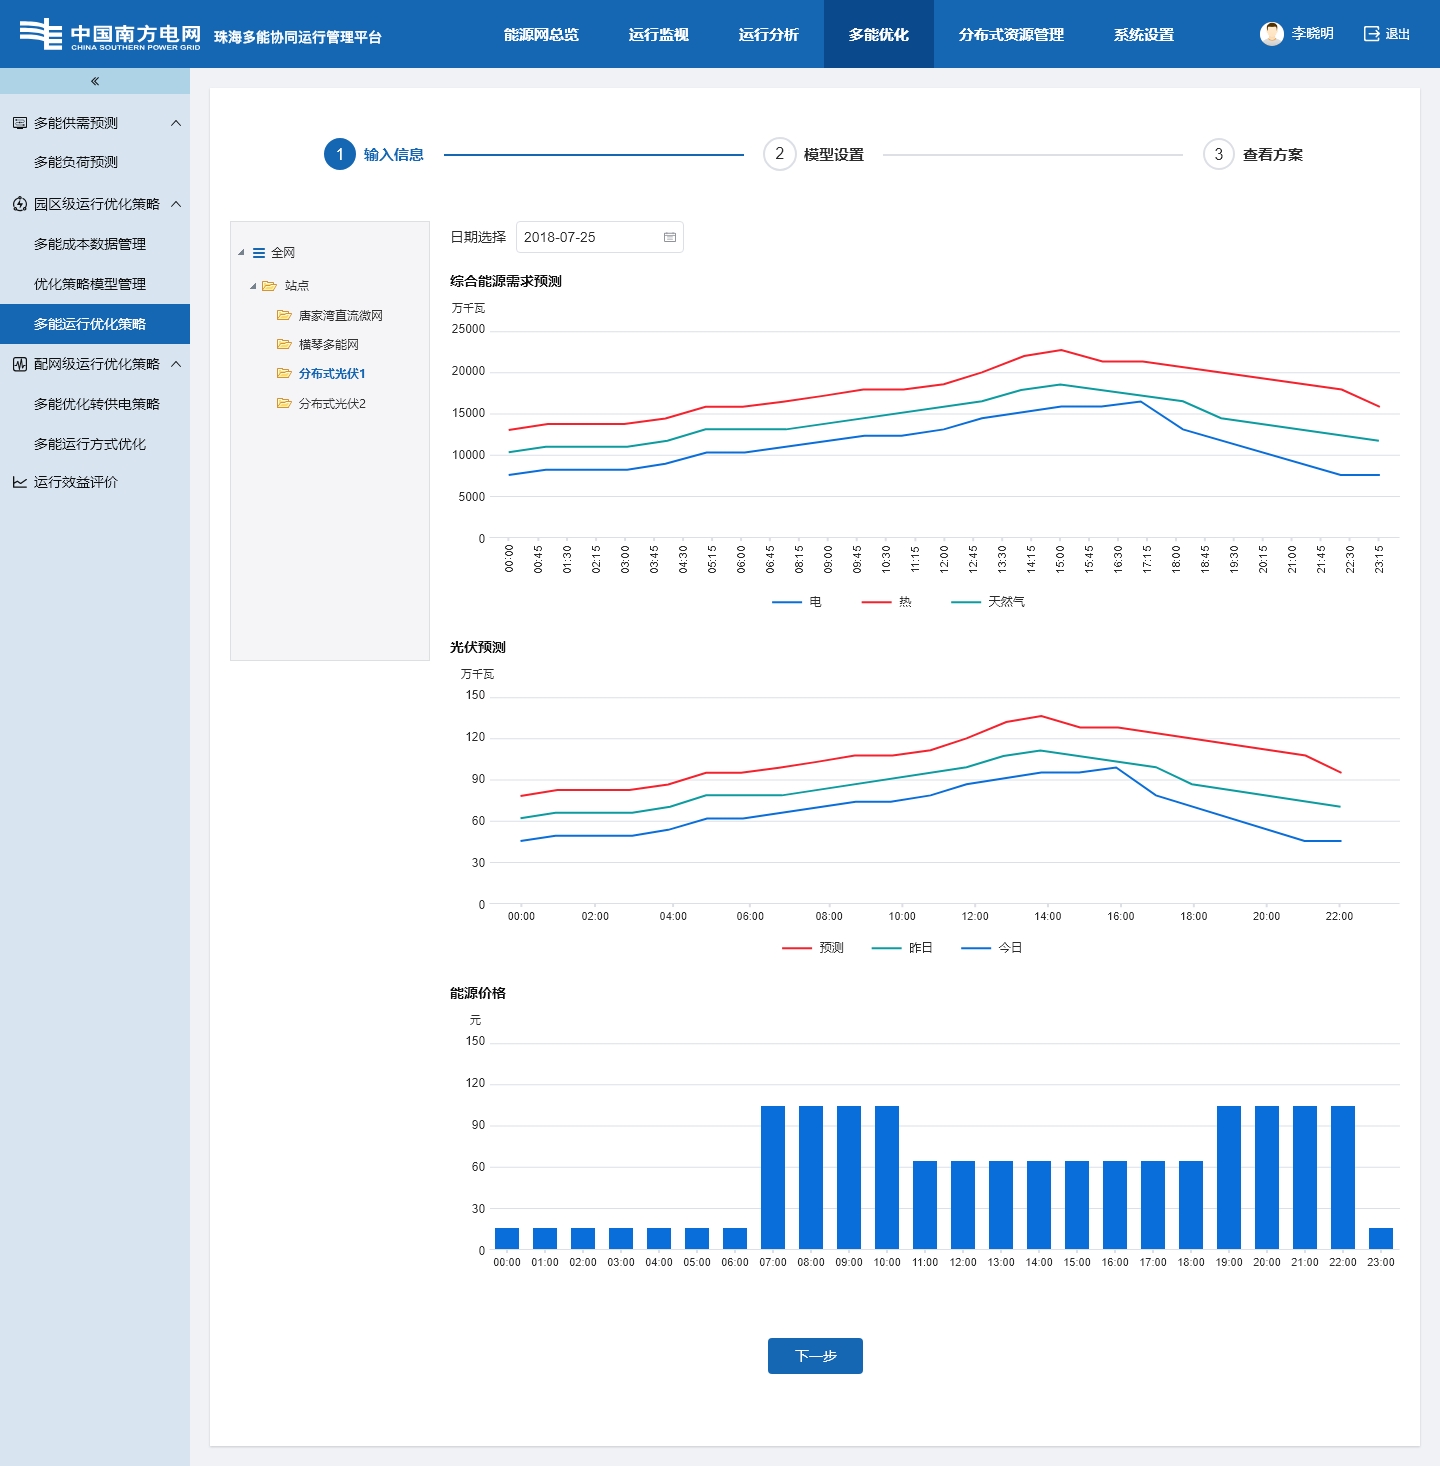 中国南方电网
CHINA SOUTHERN POWER GRID
珠海多能协同运行管理平台
能源网总览
运行监视
运行分析
多能优化
分布式资源管理
系统设置
李晓明
退出
«
多能供需预测
多能负荷预测
园区级运行优化策略
多能成本数据管理
优化策略模型管理
多能运行优化策略
配网级运行优化策略
多能优化转供电策略
多能运行方式优化
运行效益评价
1 输入信息
2 模型设置
3 查看方案
全网
站点
唐家湾直流微网
横琴多能网
分布式光伏1
分布式光伏2
日期选择 2018-07-25
综合能源需求预测
万千瓦
25000
20000
15000
10000
5000
0
00:00 00:45 01:30 02:15 03:00 03:45 04:30 05:15 06:00 06:45 08:15 09:00 09:45 10:30 11:15 12:00 12:45 13:30 14:15 15:00 15:45 16:30 17:15 18:00 18:45 19:30 20:15 21:00 21:45 22:30 23:15
电 热 天然气
光伏预测
万千瓦
150
120
90
60
30
0
00:00 02:00 04:00 06:00 08:00 10:00 12:00 14:00 16:00 18:00 20:00 22:00
预测 昨日 今日
能源价格
元
150
120
90
60
30
0
00:00 01:00 02:00 03:00 04:00 05:00 06:00 07:00 08:00 09:00 10:00 11:00 12:00 13:00 14:00 15:00 16:00 17:00 18:00 19:00 20:00 21:00 22:00 23:00
下一步